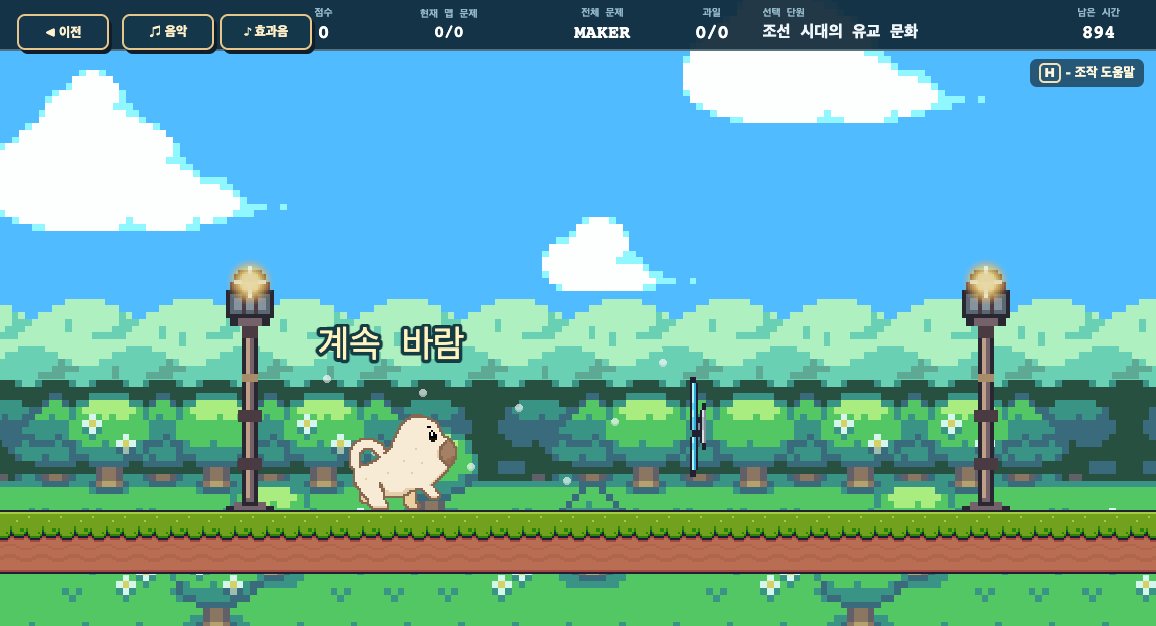 ◀ 이전
♫ 음악
♪ 효과음
점수
0
현재 맵 문제
0/0
전체 문제
MAKER
과일
0/0
선택 단원
조선 시대의 유교 문화
남은 시간
894
H - 조작 도움말
계속 바람